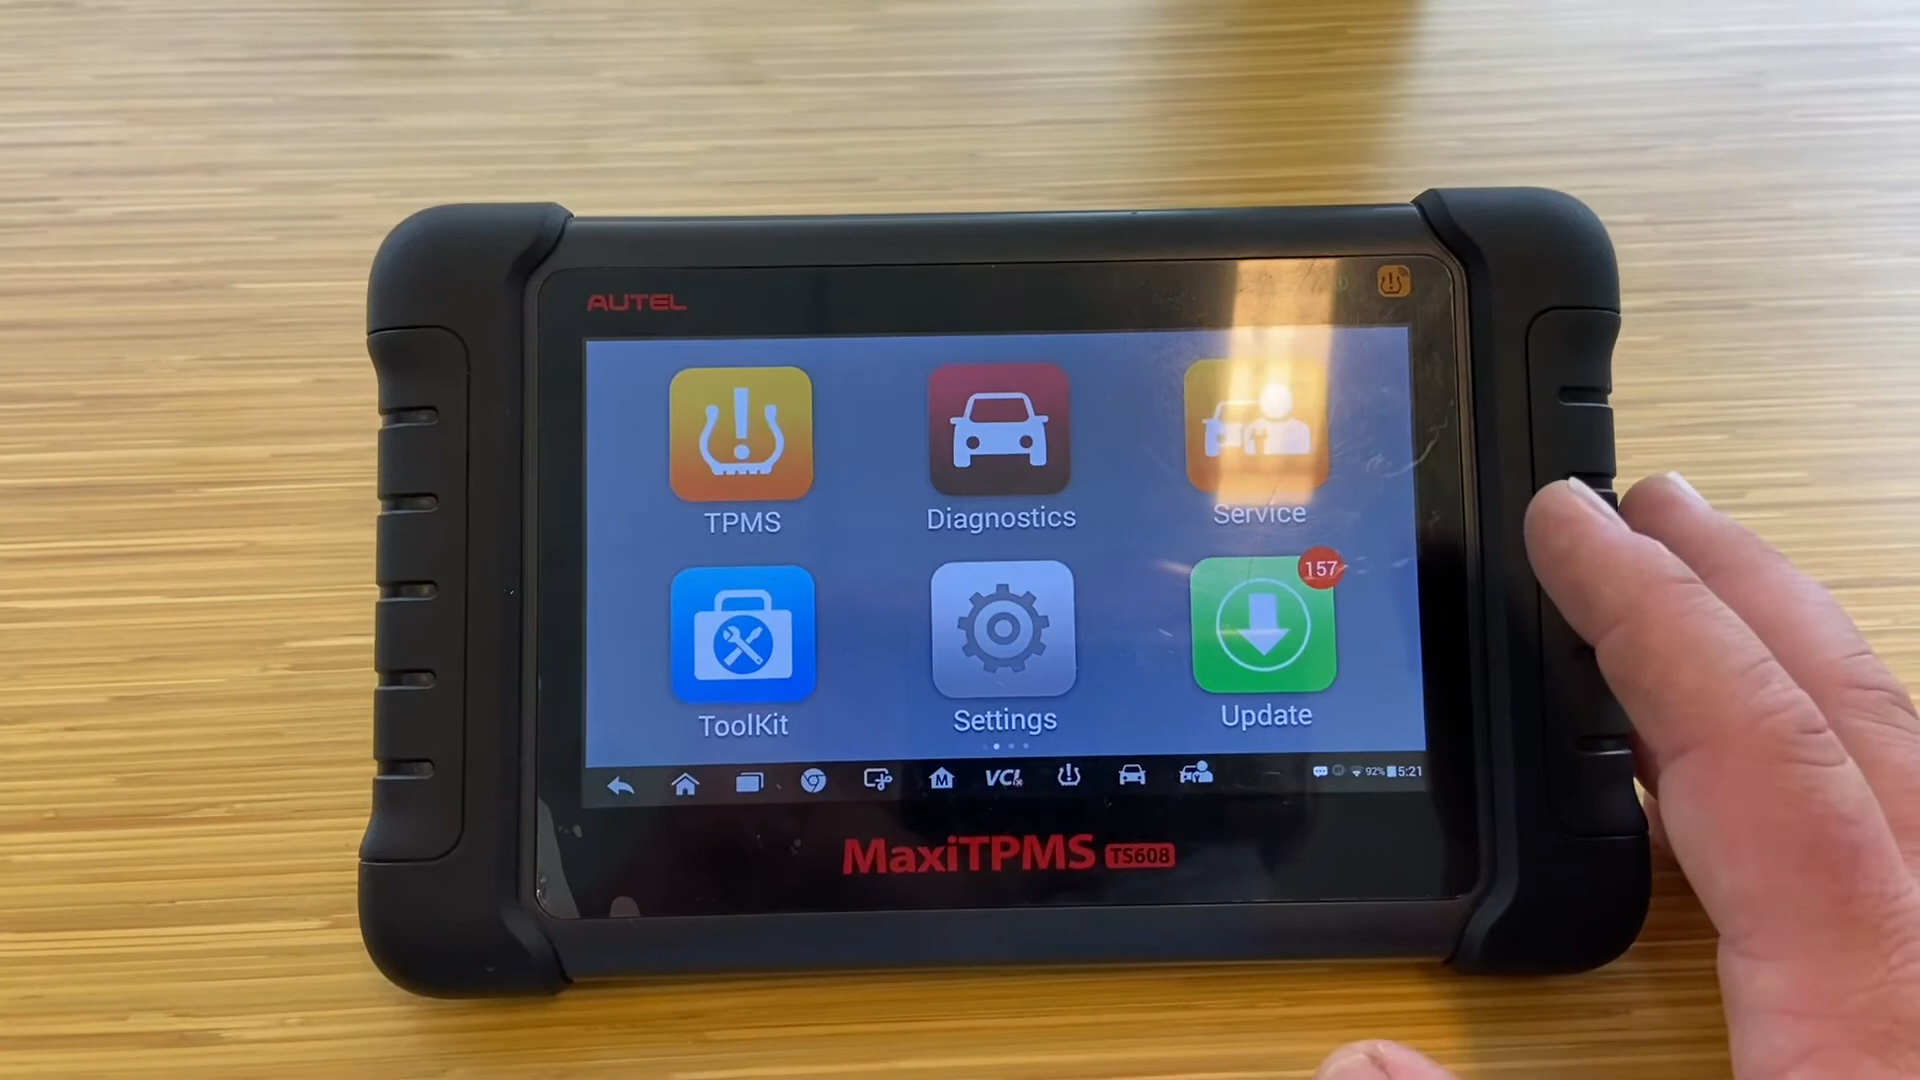 AUTEL
TPMS
Diagnostics
Service
157
ToolKit
Settings
Update
M
VCI
92% 5:21
MaxiTPMS TS608